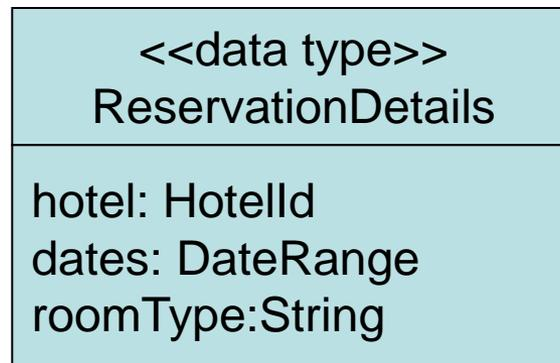 <<data type>>
ReservationDetails
hotel: HotelId
dates: DateRange
roomType:String